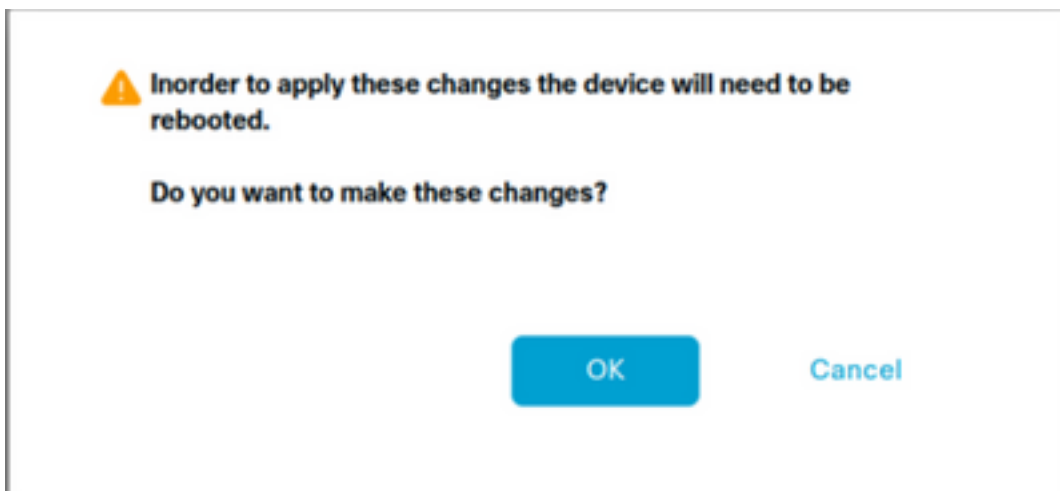 Inorder to apply these changes the device will need to be
rebooted.
Do you want to make these changes?
OK
Cancel